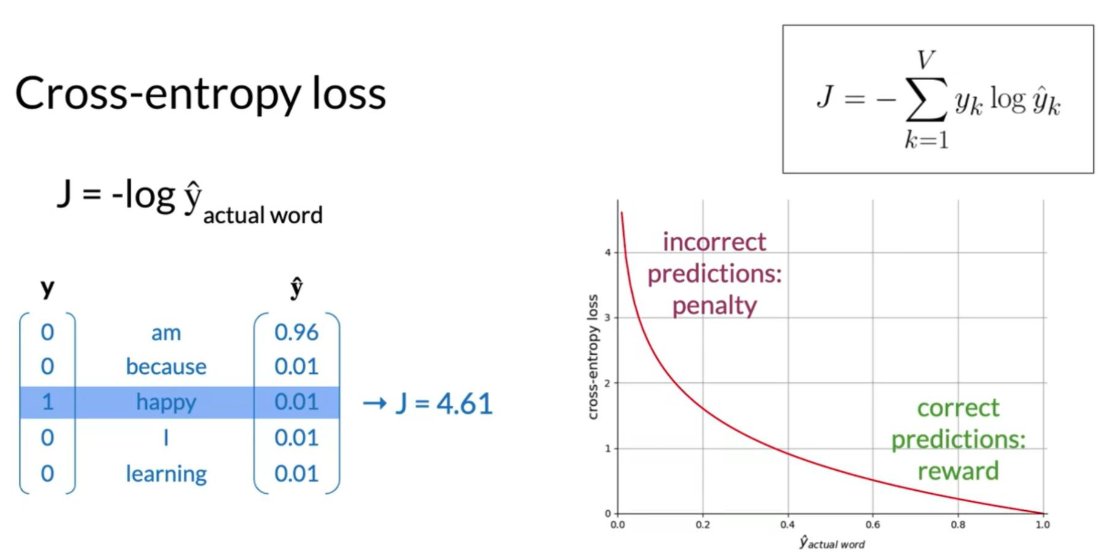 Cross-entropy loss
J = -log ŷ actual word
y ŷ
0 am 0.96
0 because 0.01
1 happy 0.01 → J = 4.61
0 I 0.01
0 learning 0.01
J = − ∑ y_k log ŷ_k
V
k=1
incorrect
predictions:
penalty
correct
predictions:
reward
cross-entropy loss
4
3
2
1
0
0.0 0.2 0.4 0.6 0.8 1.0
ŷ actual word